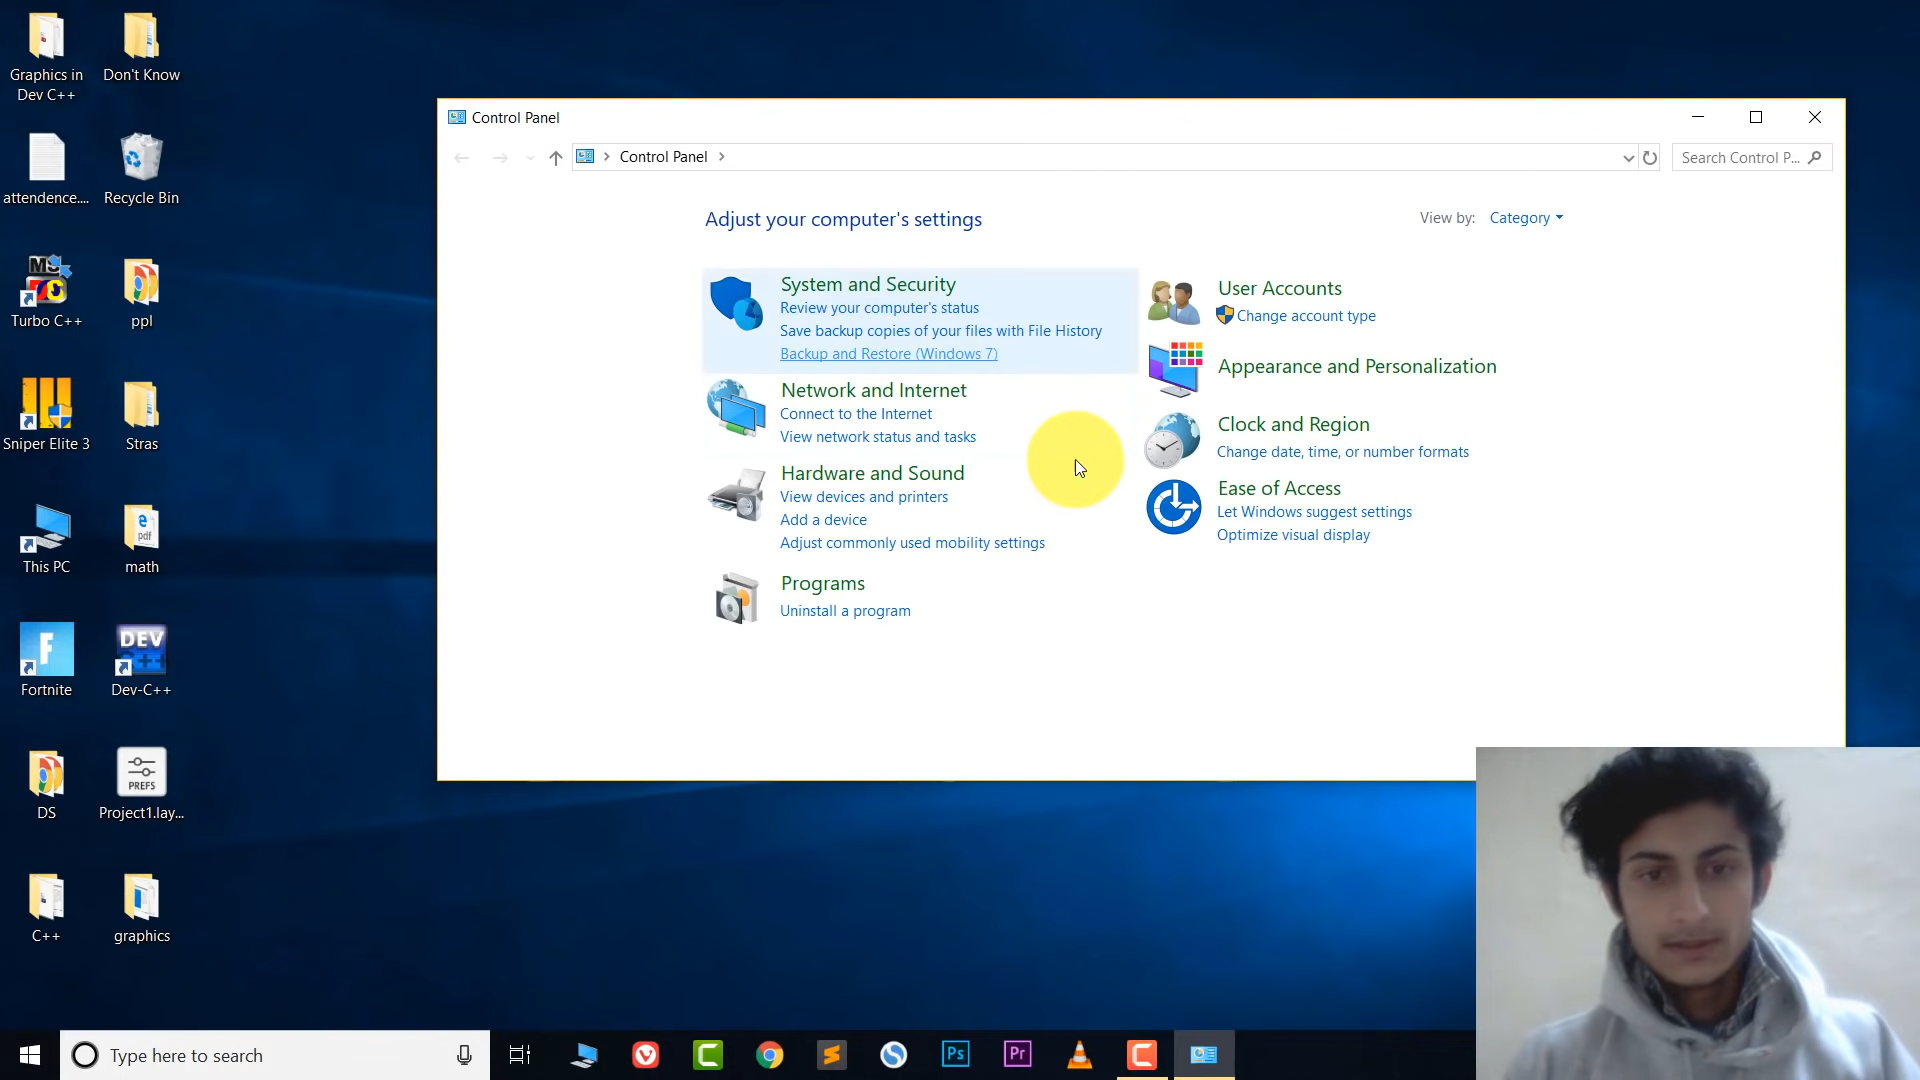 Graphics in
Dev C++
Don't Know
attendence....
Recycle Bin
MS
Turbo C++
ppl
Sniper Elite 3
Stras
This PC
pdf
math
F
Fortnite
DEV
C++
Dev-C++
DS
PREFS
Project1.lay...
C++
graphics
Control Panel
Control Panel
Search Control P...
Adjust your computer's settings
View by: Category
System and Security
Review your computer's status
Save backup copies of your files with File History
Backup and Restore (Windows 7)
Network and Internet
Connect to the Internet
View network status and tasks
Hardware and Sound
View devices and printers
Add a device
Adjust commonly used mobility settings
Programs
Uninstall a program
User Accounts
Change account type
Appearance and Personalization
Clock and Region
Change date, time, or number formats
Ease of Access
Let Windows suggest settings
Optimize visual display
Type here to search
Ps
Pr